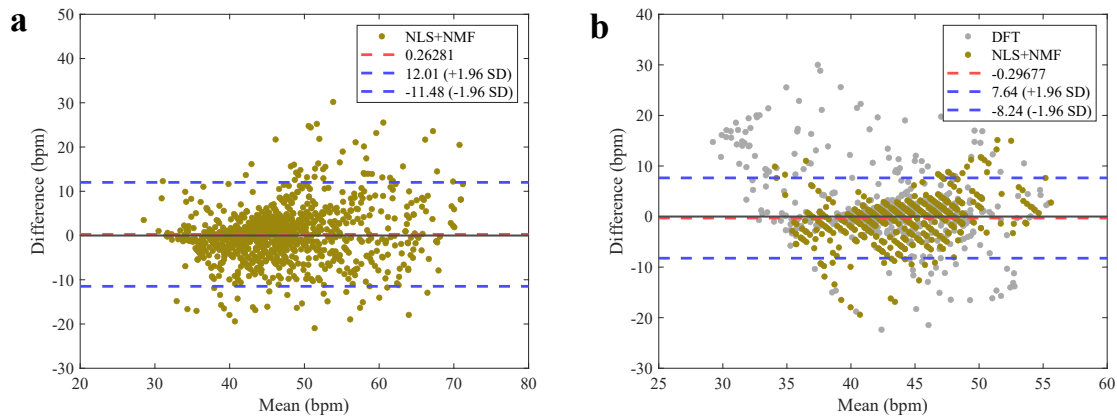 a
50
40
30
20
10
0
-10
-20
-30
20
30
40
50
60
70
80
Mean (bpm)
Difference (bpm)
NLS+NMF
0.26281
12.01 (+1.96 SD)
-11.48 (-1.96 SD)
b
40
30
20
10
0
-10
-20
-30
25
30
35
40
45
50
55
60
Mean (bpm)
Difference (bpm)
DFT
NLS+NMF
-0.29677
7.64 (+1.96 SD)
-8.24 (-1.96 SD)